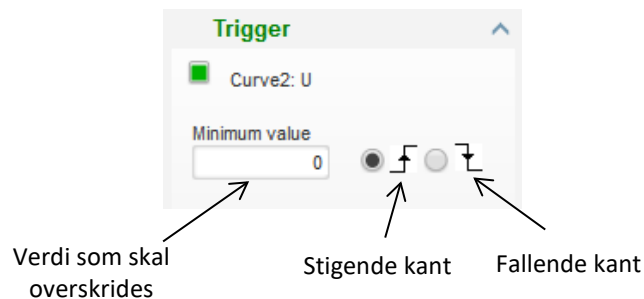 Trigger
Curve2: U
Minimum value
0
Verdi som skal
overskrides
Stigende kant
Fallende kant